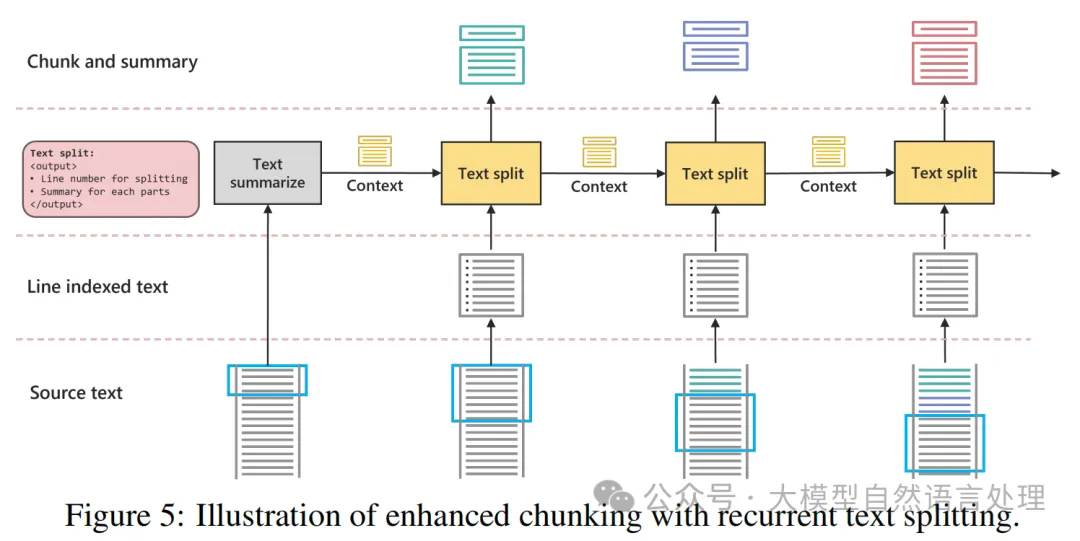 Chunk and summary
Text split:
<output>
• Line number for splitting
• Summary for each parts
</output>
Text
summarize
Context
Text split
Context
Text split
Context
Text split
Line indexed text
Source text
公众号 · 大模型自然语言处理
Figure 5: Illustration of enhanced chunking with recurrent text splitting.